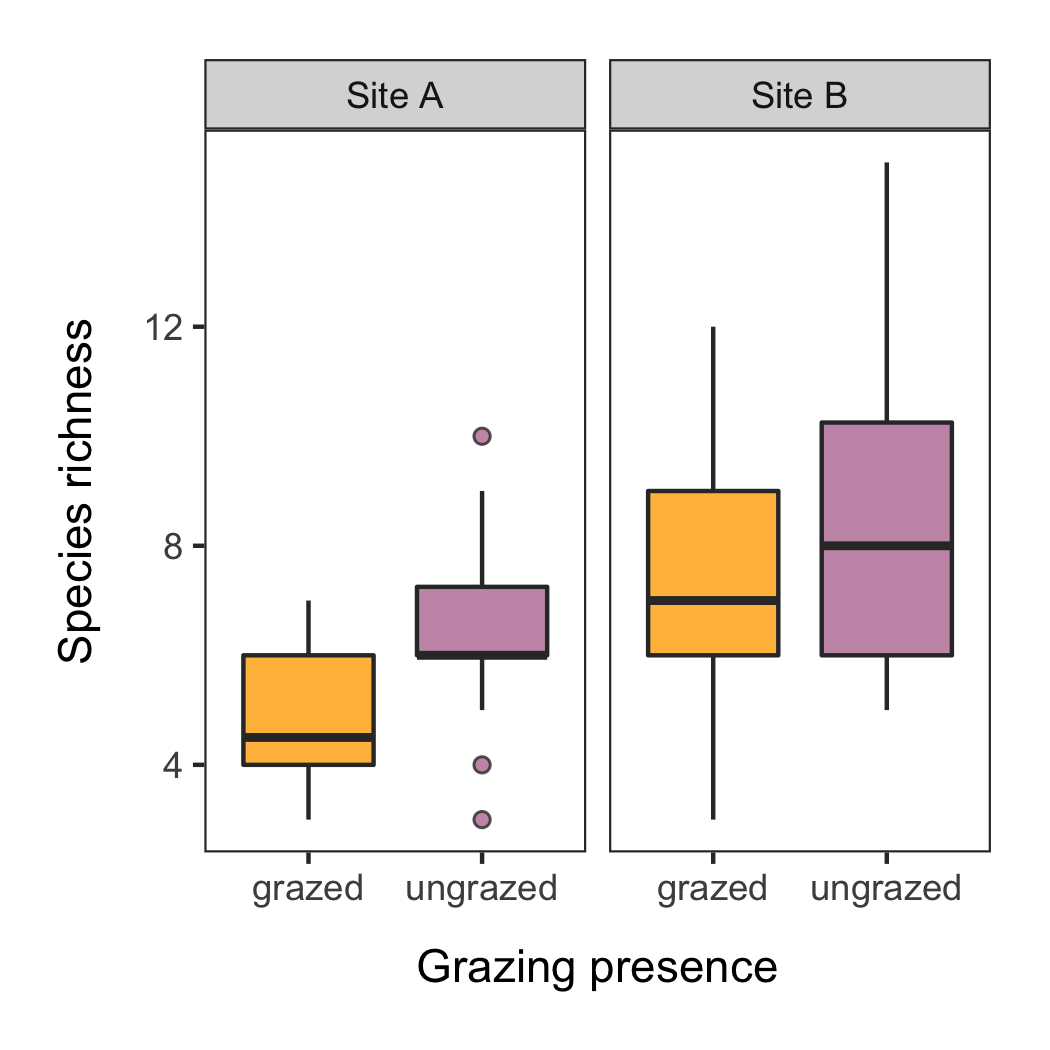 Site A
Site B
Species richness
12
8
4
grazed
ungrazed
grazed
ungrazed
Grazing presence